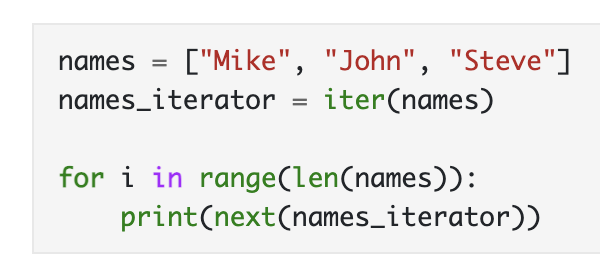 names = ["Mike", "John", "Steve"]
names_iterator = iter(names)

for i in range(len(names)):
    print(next(names_iterator))